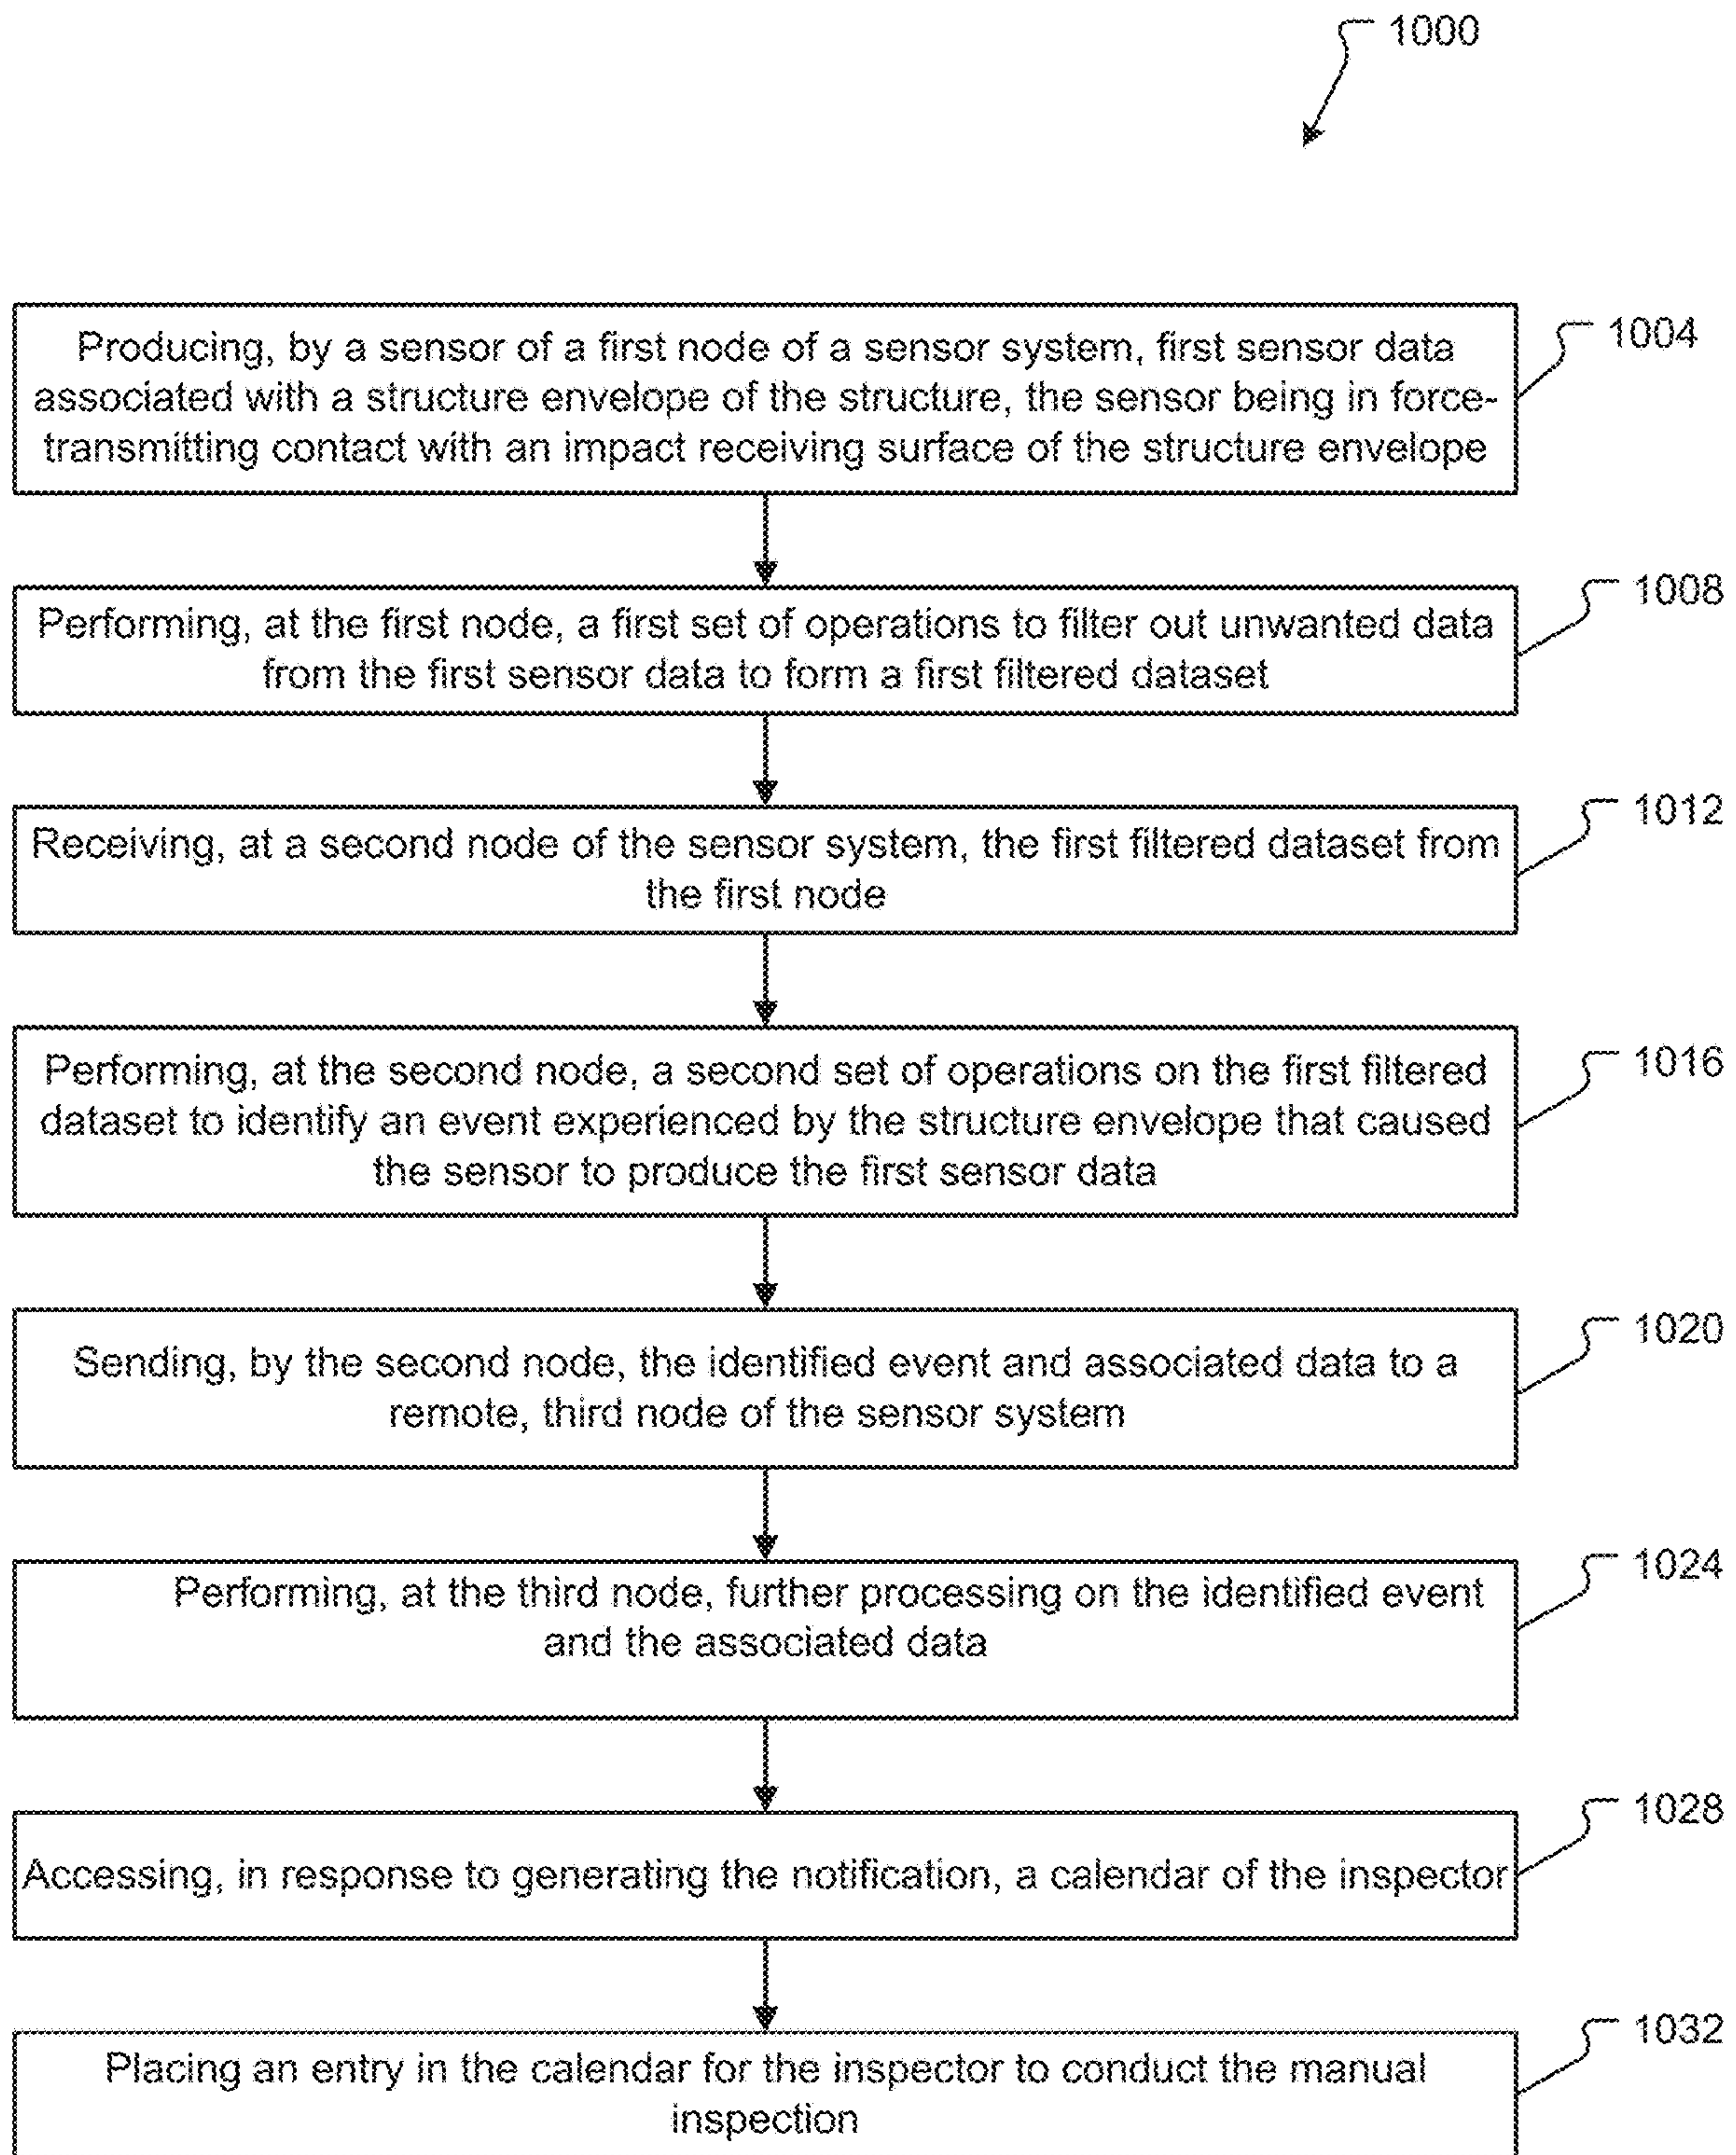 1000
Producing, by a sensor of a first node of a sensor system, first sensor data
associated with a structure envelope of the structure, the sensor being in force-
transmitting contact with an impact receiving surface of the structure envelope
1004
Performing, at the first node, a first set of operations to filter out unwanted data
from the first sensor data to form a first filtered dataset
1008
Receiving, at a second node of the sensor system, the first filtered dataset from
the first node
1012
Performing, at the second node, a second set of operations on the first filtered
dataset to identify an event experienced by the structure envelope that caused
the sensor to produce the first sensor data
1016
Sending, by the second node, the identified event and associated data to a
remote, third node of the sensor system
1020
Performing, at the third node, further processing on the identified event
and the associated data
1024
Accessing, in response to generating the notification, a calendar of the inspector
1028
Placing an entry in the calendar for the inspector to conduct the manual
inspection
1032